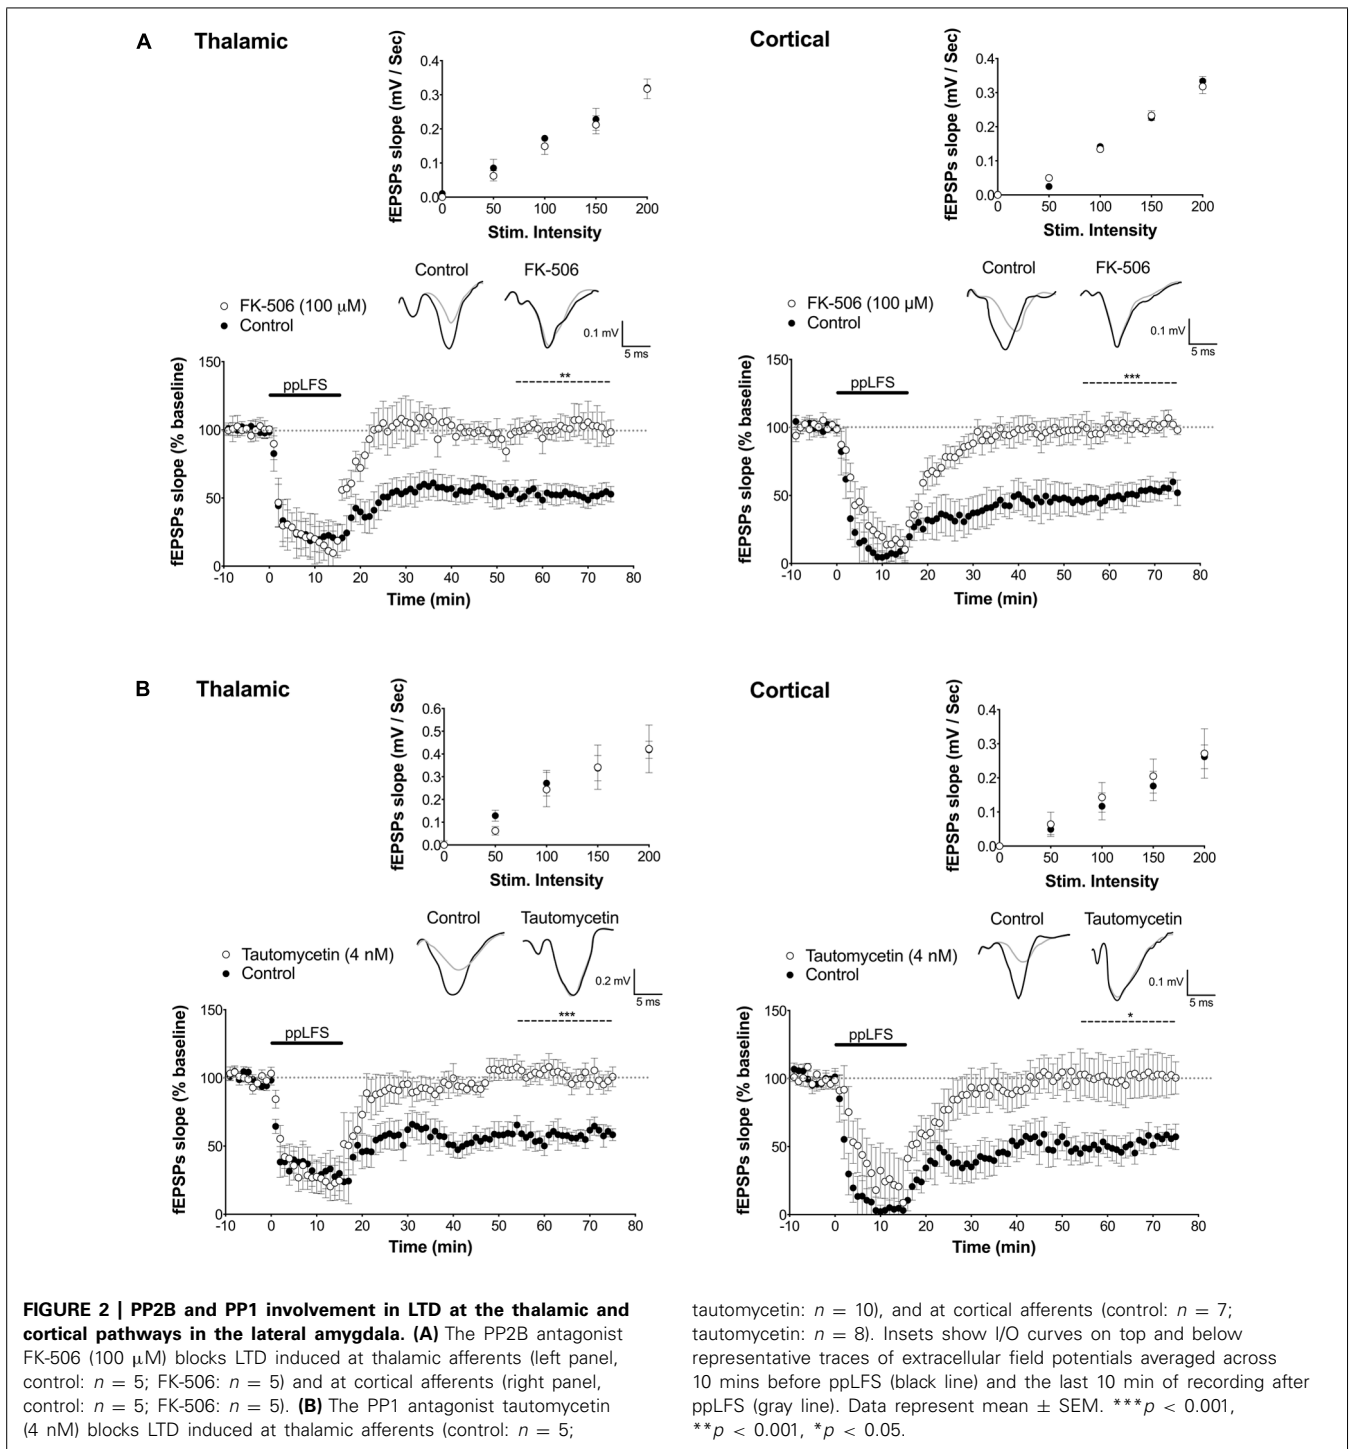 A Thalamic
fEPSPs slope (mV / Sec)
0.4
0.3
0.2
0.1
0.0
0 50 100 150 200
Stim. Intensity
Control FK-506
FK-506 (100 μM)
Control
0.1 mV
5 ms
fEPSPs slope (% baseline)
150
100
50
0
ppLFS
**
-10 0 10 20 30 40 50 60 70 80
Time (min)
Cortical
fEPSPs slope (mV / Sec)
0.4
0.3
0.2
0.1
0.0
0 50 100 150 200
Stim. Intensity
Control FK-506
FK-506 (100 μM)
Control
0.1 mV
5 ms
fEPSPs slope (% baseline)
150
100
50
0
ppLFS
***
-10 0 10 20 30 40 50 60 70 80
Time (min)
B Thalamic
fEPSPs slope (mV / Sec)
0.6
0.5
0.4
0.3
0.2
0.1
0.0
0 50 100 150 200
Stim. Intensity
Control Tautomycetin
Tautomycetin (4 nM)
Control
0.2 mV
5 ms
fEPSPs slope (% baseline)
150
100
50
0
ppLFS
***
-10 0 10 20 30 40 50 60 70 80
Time (min)
Cortical
fEPSPs slope (mV / Sec)
0.4
0.3
0.2
0.1
0.0
0 50 100 150 200
Stim. Intensity
Control Tautomycetin
Tautomycetin (4 nM)
Control
0.1 mV
5 ms
fEPSPs slope (% baseline)
150
100
50
0
ppLFS
*
-10 0 10 20 30 40 50 60 70 80
Time (min)
FIGURE 2 | PP2B and PP1 involvement in LTD at the thalamic and
cortical pathways in the lateral amygdala. (A) The PP2B antagonist
FK-506 (100 μM) blocks LTD induced at thalamic afferents (left panel,
control: n = 5; FK-506: n = 5) and at cortical afferents (right panel,
control: n = 5; FK-506: n = 5). (B) The PP1 antagonist tautomycetin
(4 nM) blocks LTD induced at thalamic afferents (control: n = 5;
tautomycetin: n = 10), and at cortical afferents (control: n = 7;
tautomycetin: n = 8). Insets show I/O curves on top and below
representative traces of extracellular field potentials averaged across
10 mins before ppLFS (black line) and the last 10 min of recording after
ppLFS (gray line). Data represent mean ± SEM. ***p < 0.001,
**p < 0.001, *p < 0.05.